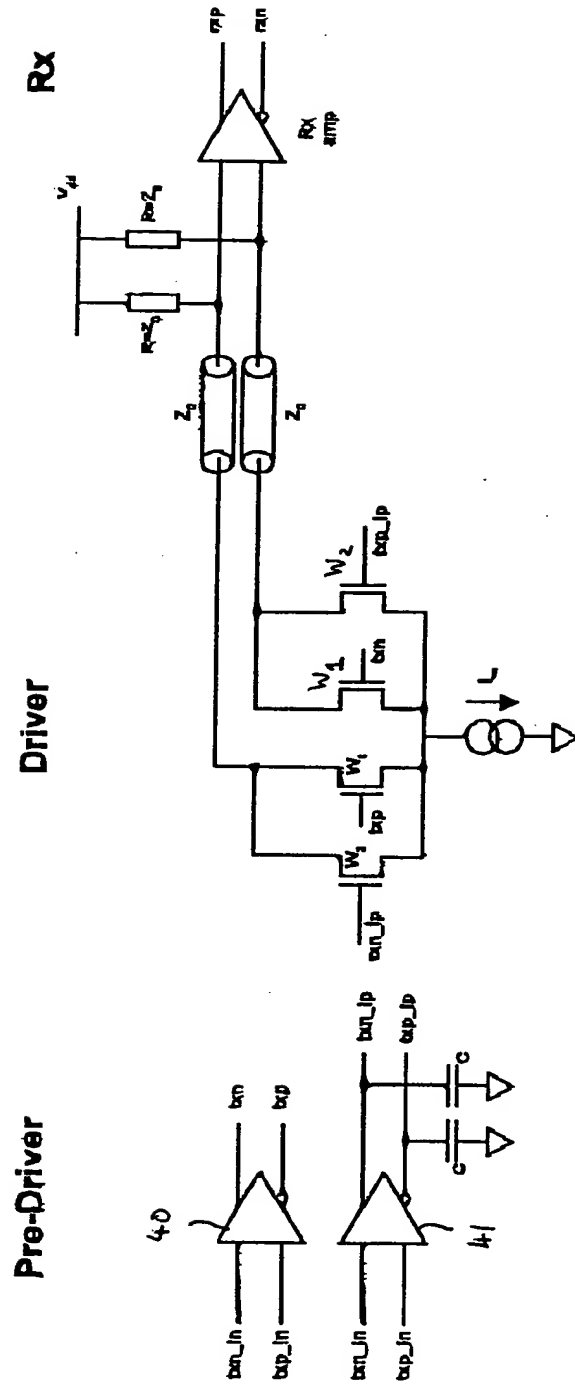 Pre-Driver
Driver
Rx
txn_in
txp_in
40
txn
txp
txn_in
txp_in
41
txn_lp
txp_lp
C
C
txn_lp
W2
txp
W1
W1
txn
W2
txp_lp
I
Z0
Z0
Vdd
R=Z0
R=Z0
Rx
amp
rxp
rxn